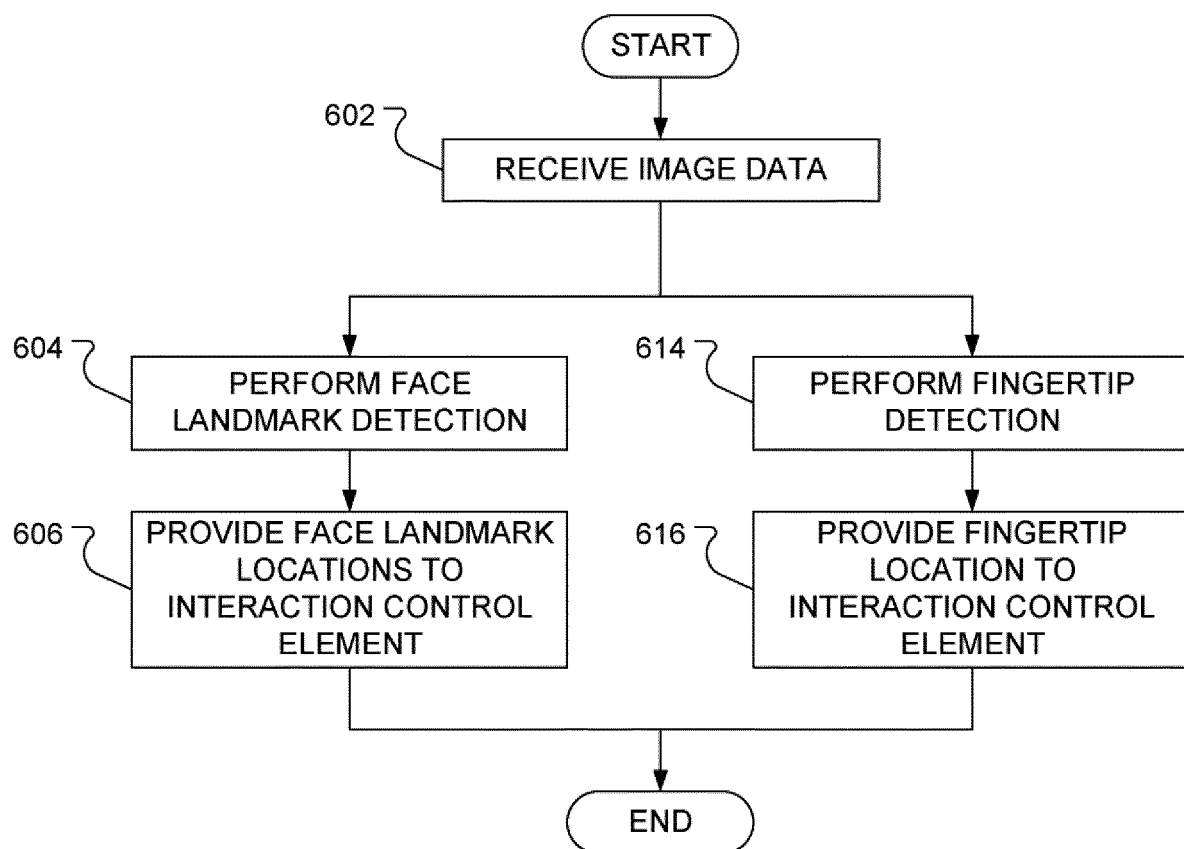 START
602
RECEIVE IMAGE DATA
604
PERFORM FACE
LANDMARK DETECTION
614
PERFORM FINGERTIP
DETECTION
606
PROVIDE FACE LANDMARK
LOCATIONS TO
INTERACTION CONTROL
ELEMENT
616
PROVIDE FINGERTIP
LOCATION TO
INTERACTION CONTROL
ELEMENT
END